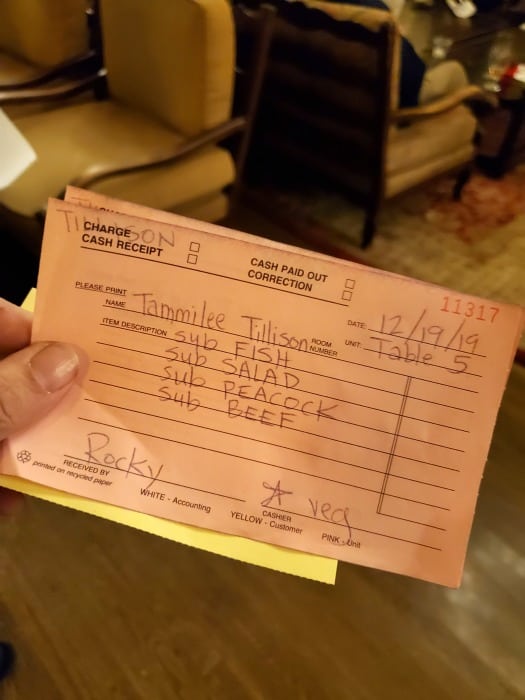 TILLISON
CHARGE
CASH RECEIPT
CASH PAID OUT
CORRECTION
11317
PLEASE PRINT
NAME Tammilee Tillison
DATE: 12/19/19
ITEM DESCRIPTION
ROOM NUMBER
UNIT: Table 5
sub FISH
sub SALAD
sub PEACOCK
sub BEEF
Rocky
RECEIVED BY
printed on recycled paper
☆ veg
CASHIER
WHITE - Accounting
YELLOW - Customer
PINK - Unit